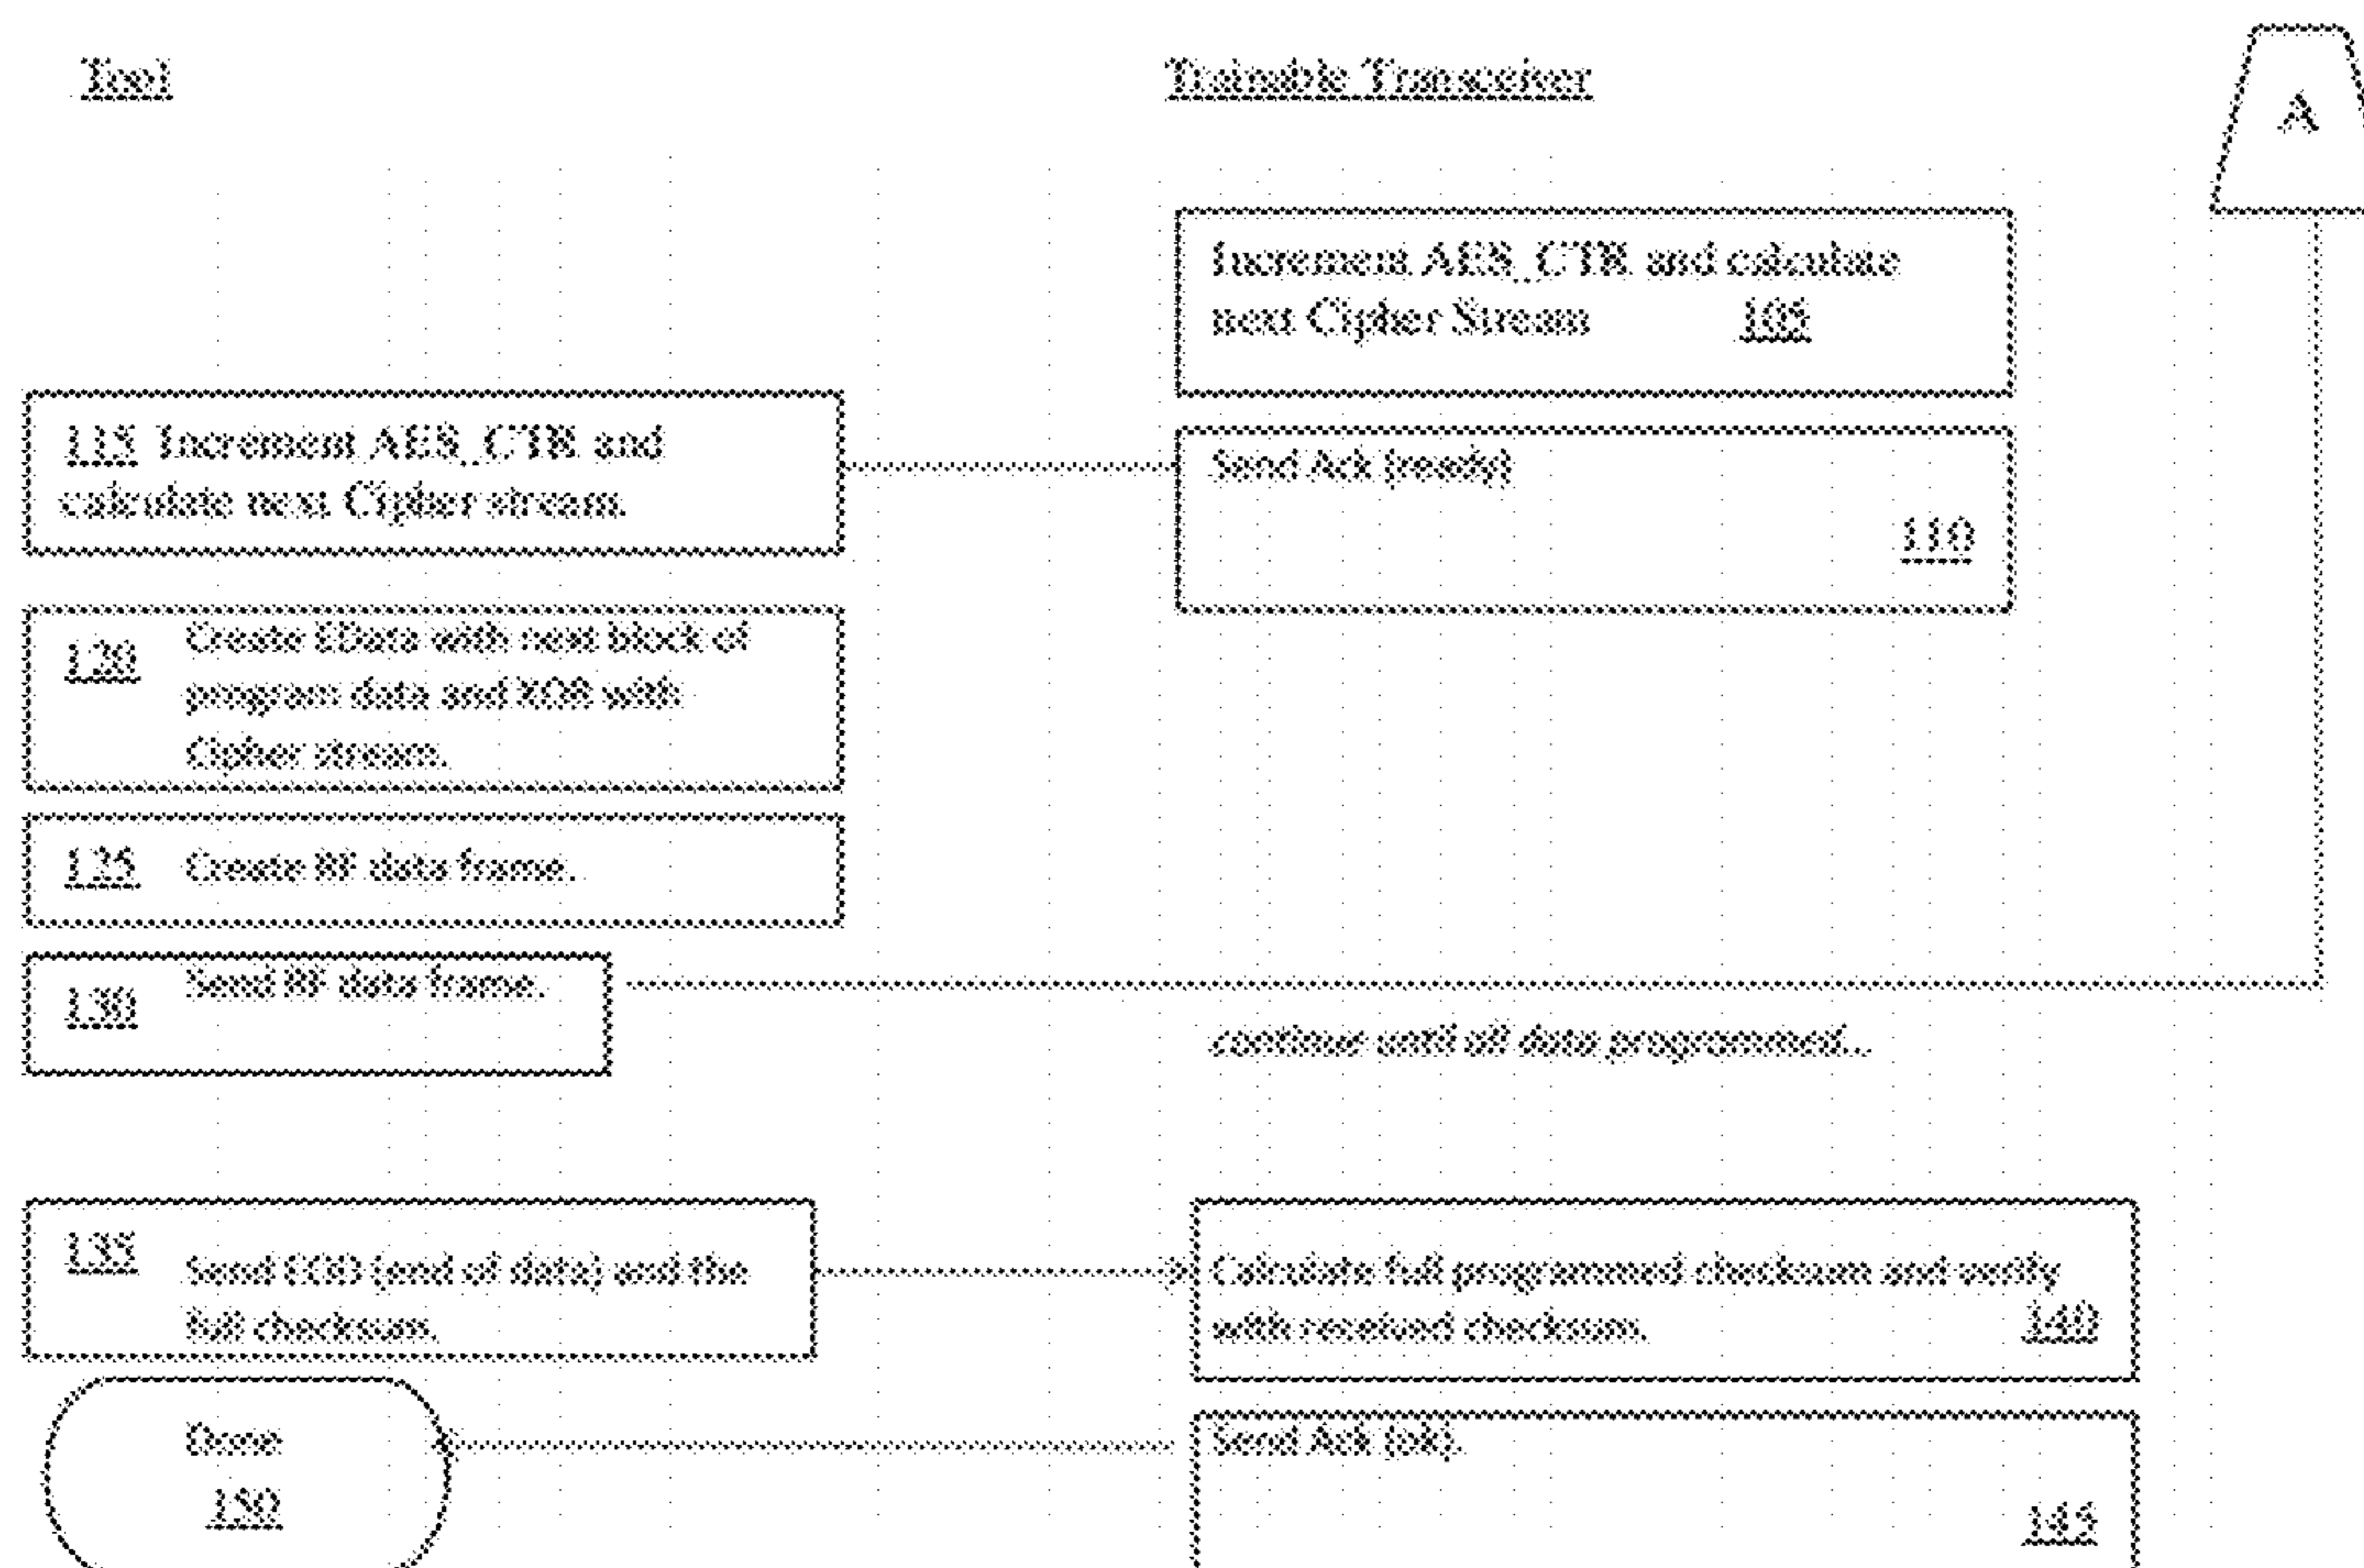 Tool
Trainable Transceiver
A
Increment AES_CTR and calculate
next Cipher Stream 105
115 Increment AES_CTR and
calculate next Cipher stream.
Send Ack (ready)
110
120 Create EData with next block of
program data and XOR with
Cipher stream.
125 Create RF data frame.
130 Send RF data frame.
continue until all data programmed...
135
Send EOD (end of data) and the
full checksum.
Calculate full programmed checksum and verify
with received checksum. 140
Done
150
Send Ack (ok).
145